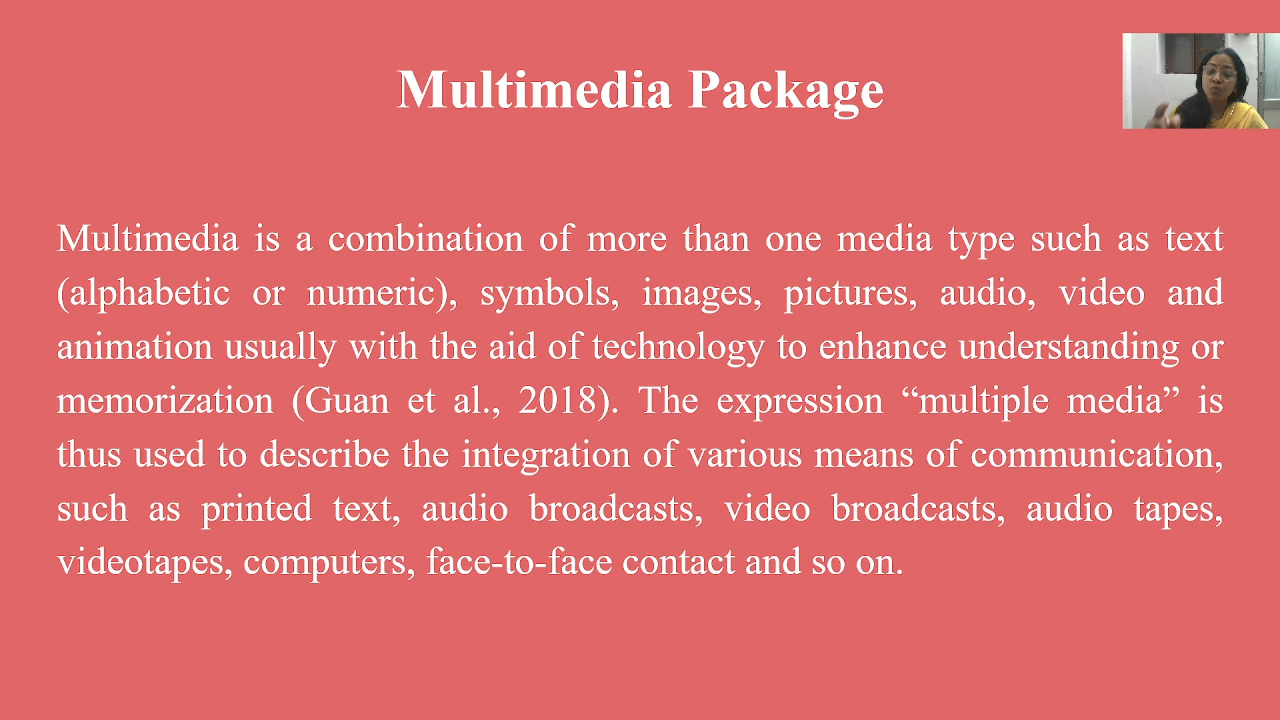 Multimedia Package
Multimedia is a combination of more than one media type such as text
(alphabetic or numeric), symbols, images, pictures, audio, video and
animation usually with the aid of technology to enhance understanding or
memorization (Guan et al., 2018). The expression “multiple media” is
thus used to describe the integration of various means of communication,
such as printed text, audio broadcasts, video broadcasts, audio tapes,
videotapes, computers, face-to-face contact and so on.